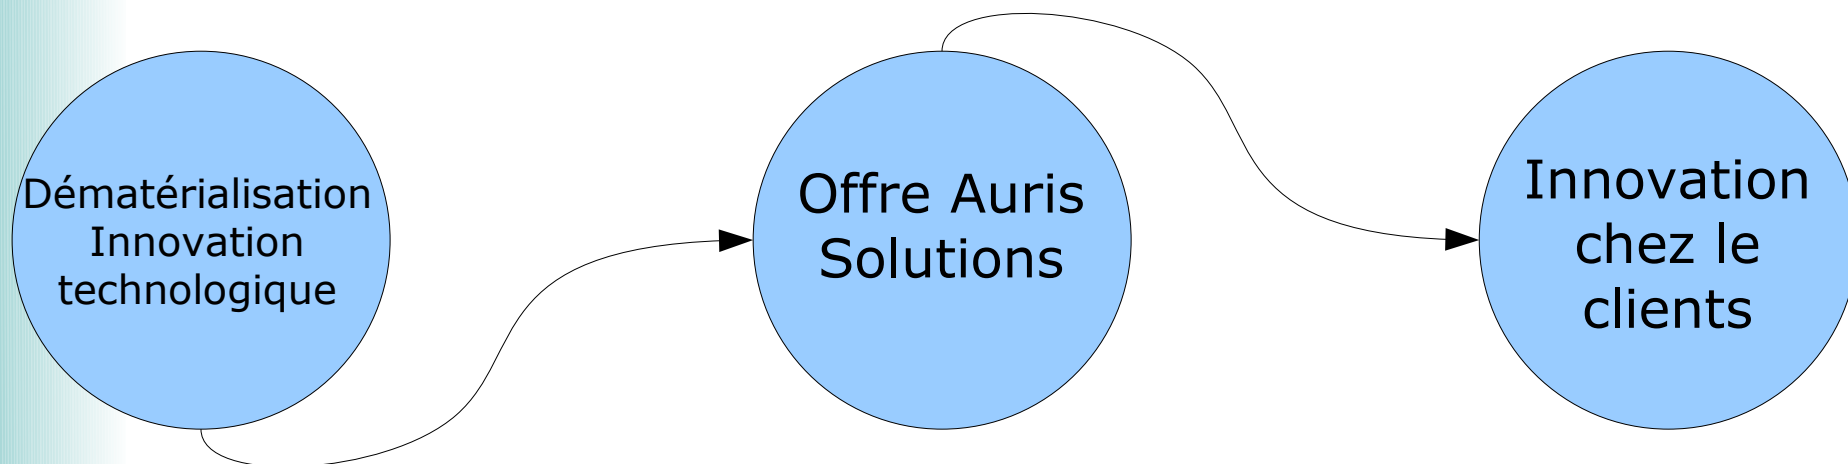 Dématérialisation
Innovation
technologique
Offre Auris
Solutions
Innovation
chez le
clients